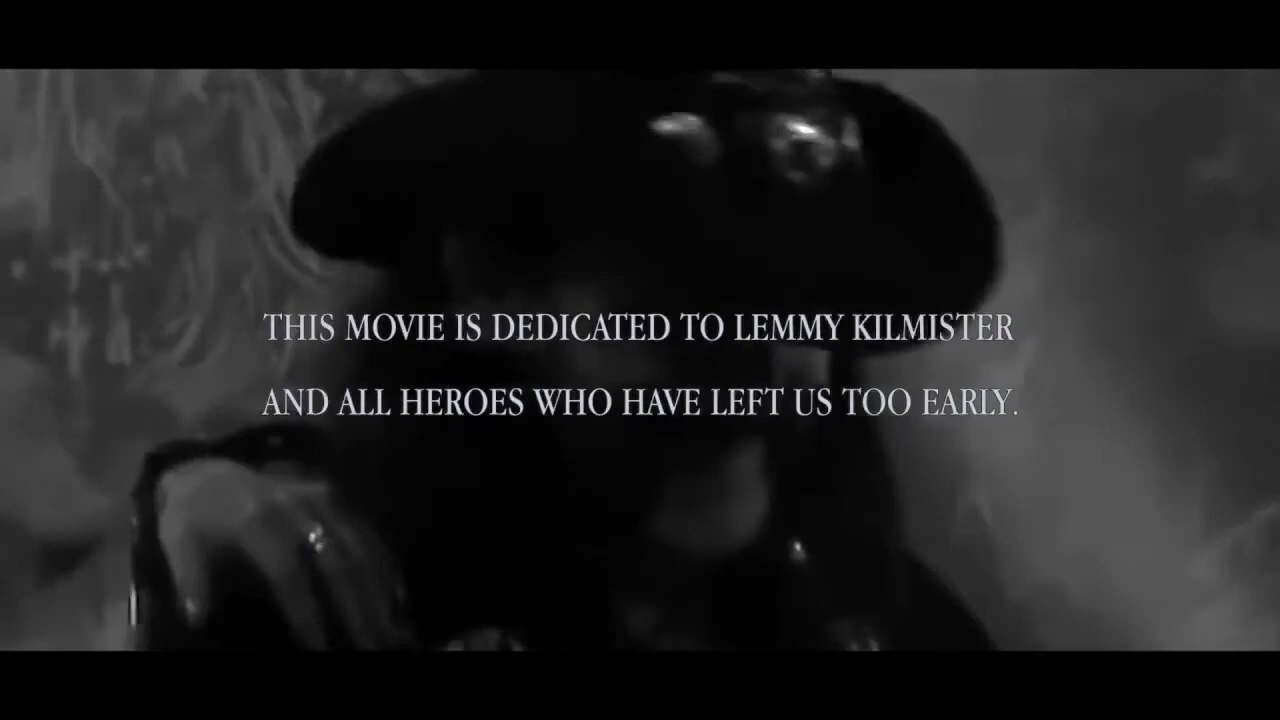 THIS MOVIE IS DEDICATED TO LEMMY KILMISTER
AND ALL HEROES WHO HAVE LEFT US TOO EARLY.